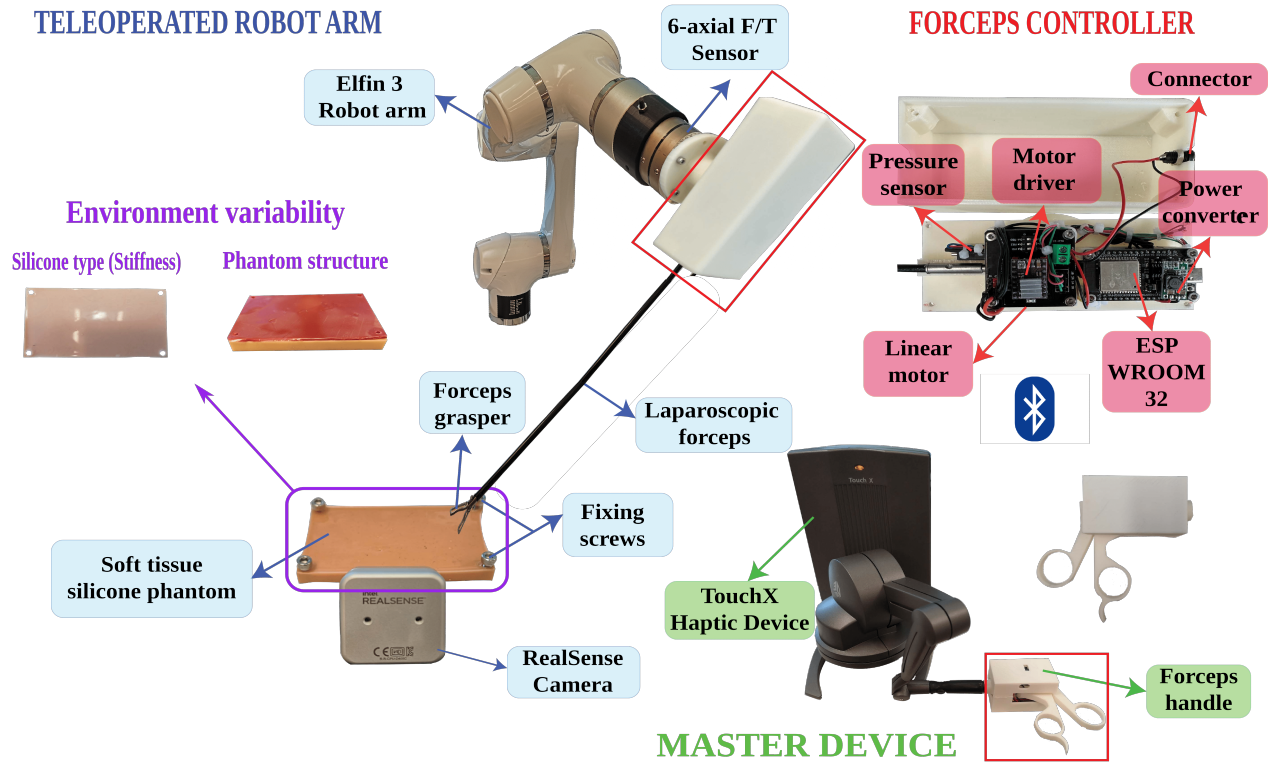 TELEOPERATED ROBOT ARM
6-axial F/T
Sensor
FORCEPS CONTROLLER
Elfin 3
Robot arm
Connector
Pressure
sensor
Motor
driver
Power
converter
Environment variability
Silicone type (Stiffness)
Phantom structure
Linear
motor
ESP
WROOM
32
Forceps
grasper
Laparoscopic
forceps
Touch X
Fixing
screws
Soft tissue
silicone phantom
REALSENSE
CE
TouchX
Haptic Device
RealSense
Camera
Forceps
handle
MASTER DEVICE